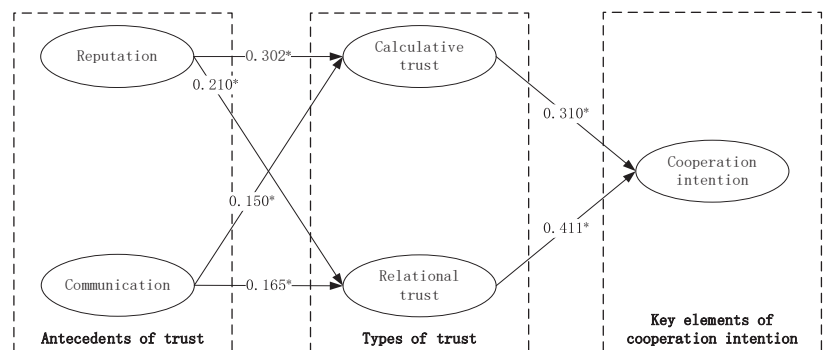 Reputation
0.302*
Calculative
trust
0.210*
0.310*
Cooperation
intention
0.150*
0.411*
Communication
0.165*
Relational
trust
Antecedents of trust
Types of trust
Key elements of
cooperation intention